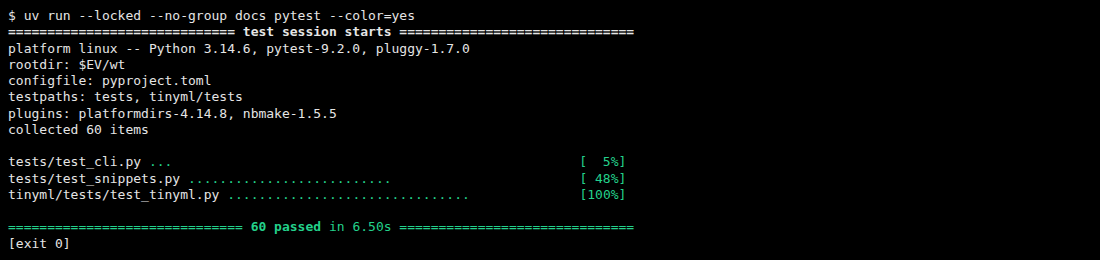 $ uv run --locked --no-group docs pytest --color=yes
============================= test session starts ==============================
platform linux -- Python 3.14.6, pytest-9.2.0, pluggy-1.7.0
rootdir: $EV/wt
configfile: pyproject.toml
testpaths: tests, tinyml/tests
plugins: platformdirs-4.14.8, nbmake-1.5.5
collected 60 items

tests/test_cli.py ...                                                    [  5%]
tests/test_snippets.py ..........................                        [ 48%]
tinyml/tests/test_tinyml.py ...............................              [100%]

============================== 60 passed in 6.50s ==============================
[exit 0]